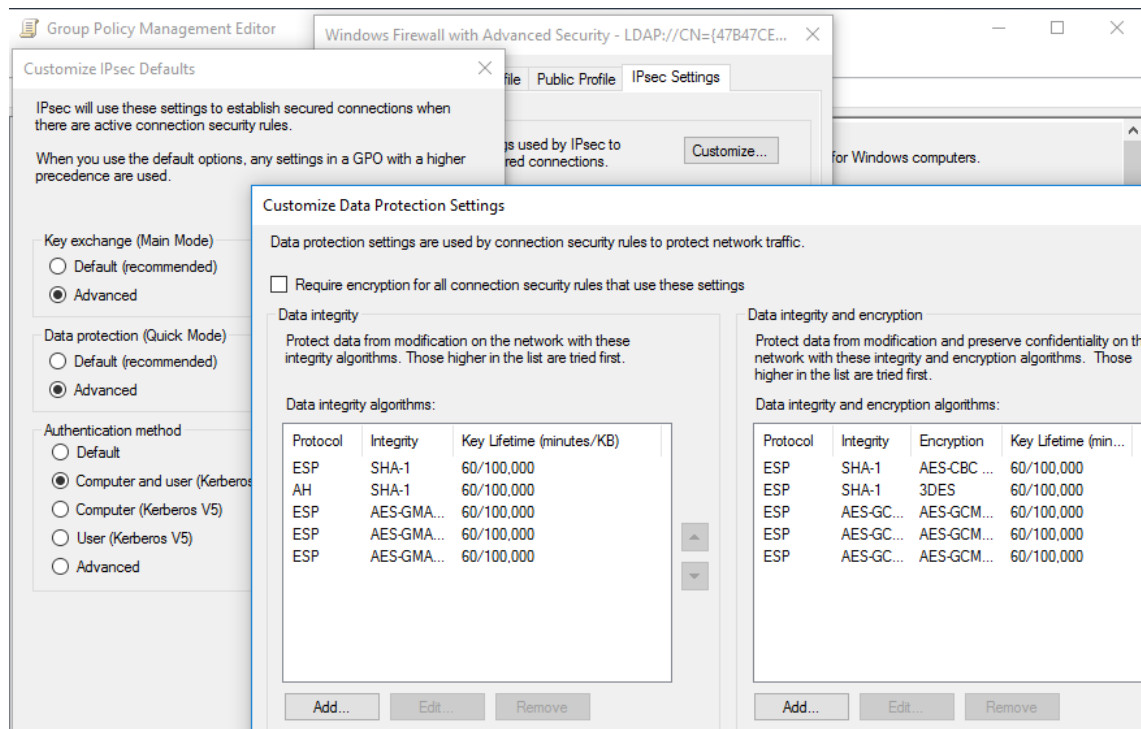 Group Policy Management Editor
Windows Firewall with Advanced Security - LDAP://CN={47B47CE...
Customize IPsec Defaults
file
Public Profile
IPsec Settings
IPsec will use these settings to establish secured connections when
there are active connection security rules.
When you use the default options, any settings in a GPO with a higher
precedence are used.
gs used by IPsec to
red connections.
Customize...
for Windows computers.
Key exchange (Main Mode)
Default (recommended)
Advanced
Data protection (Quick Mode)
Default (recommended)
Advanced
Authentication method
Default
Computer and user (Kerberos
Computer (Kerberos V5)
User (Kerberos V5)
Advanced
Customize Data Protection Settings
Data protection settings are used by connection security rules to protect network traffic.
Require encryption for all connection security rules that use these settings
Data integrity
Protect data from modification on the network with these
integrity algorithms. Those higher in the list are tried first.
Data integrity algorithms:
Protocol Integrity Key Lifetime (minutes/KB)
ESP SHA-1 60/100,000
AH SHA-1 60/100,000
ESP AES-GMA... 60/100,000
ESP AES-GMA... 60/100,000
ESP AES-GMA... 60/100,000
Add...
Edit...
Remove
Data integrity and encryption
Protect data from modification and preserve confidentiality on th
network with these integrity and encryption algorithms. Those
higher in the list are tried first.
Data integrity and encryption algorithms:
Protocol Integrity Encryption Key Lifetime (min...
ESP SHA-1 AES-CBC ... 60/100,000
ESP SHA-1 3DES 60/100,000
ESP AES-GC... AES-GCM... 60/100,000
ESP AES-GC... AES-GCM... 60/100,000
ESP AES-GC... AES-GCM... 60/100,000
Add...
Edit...
Remove